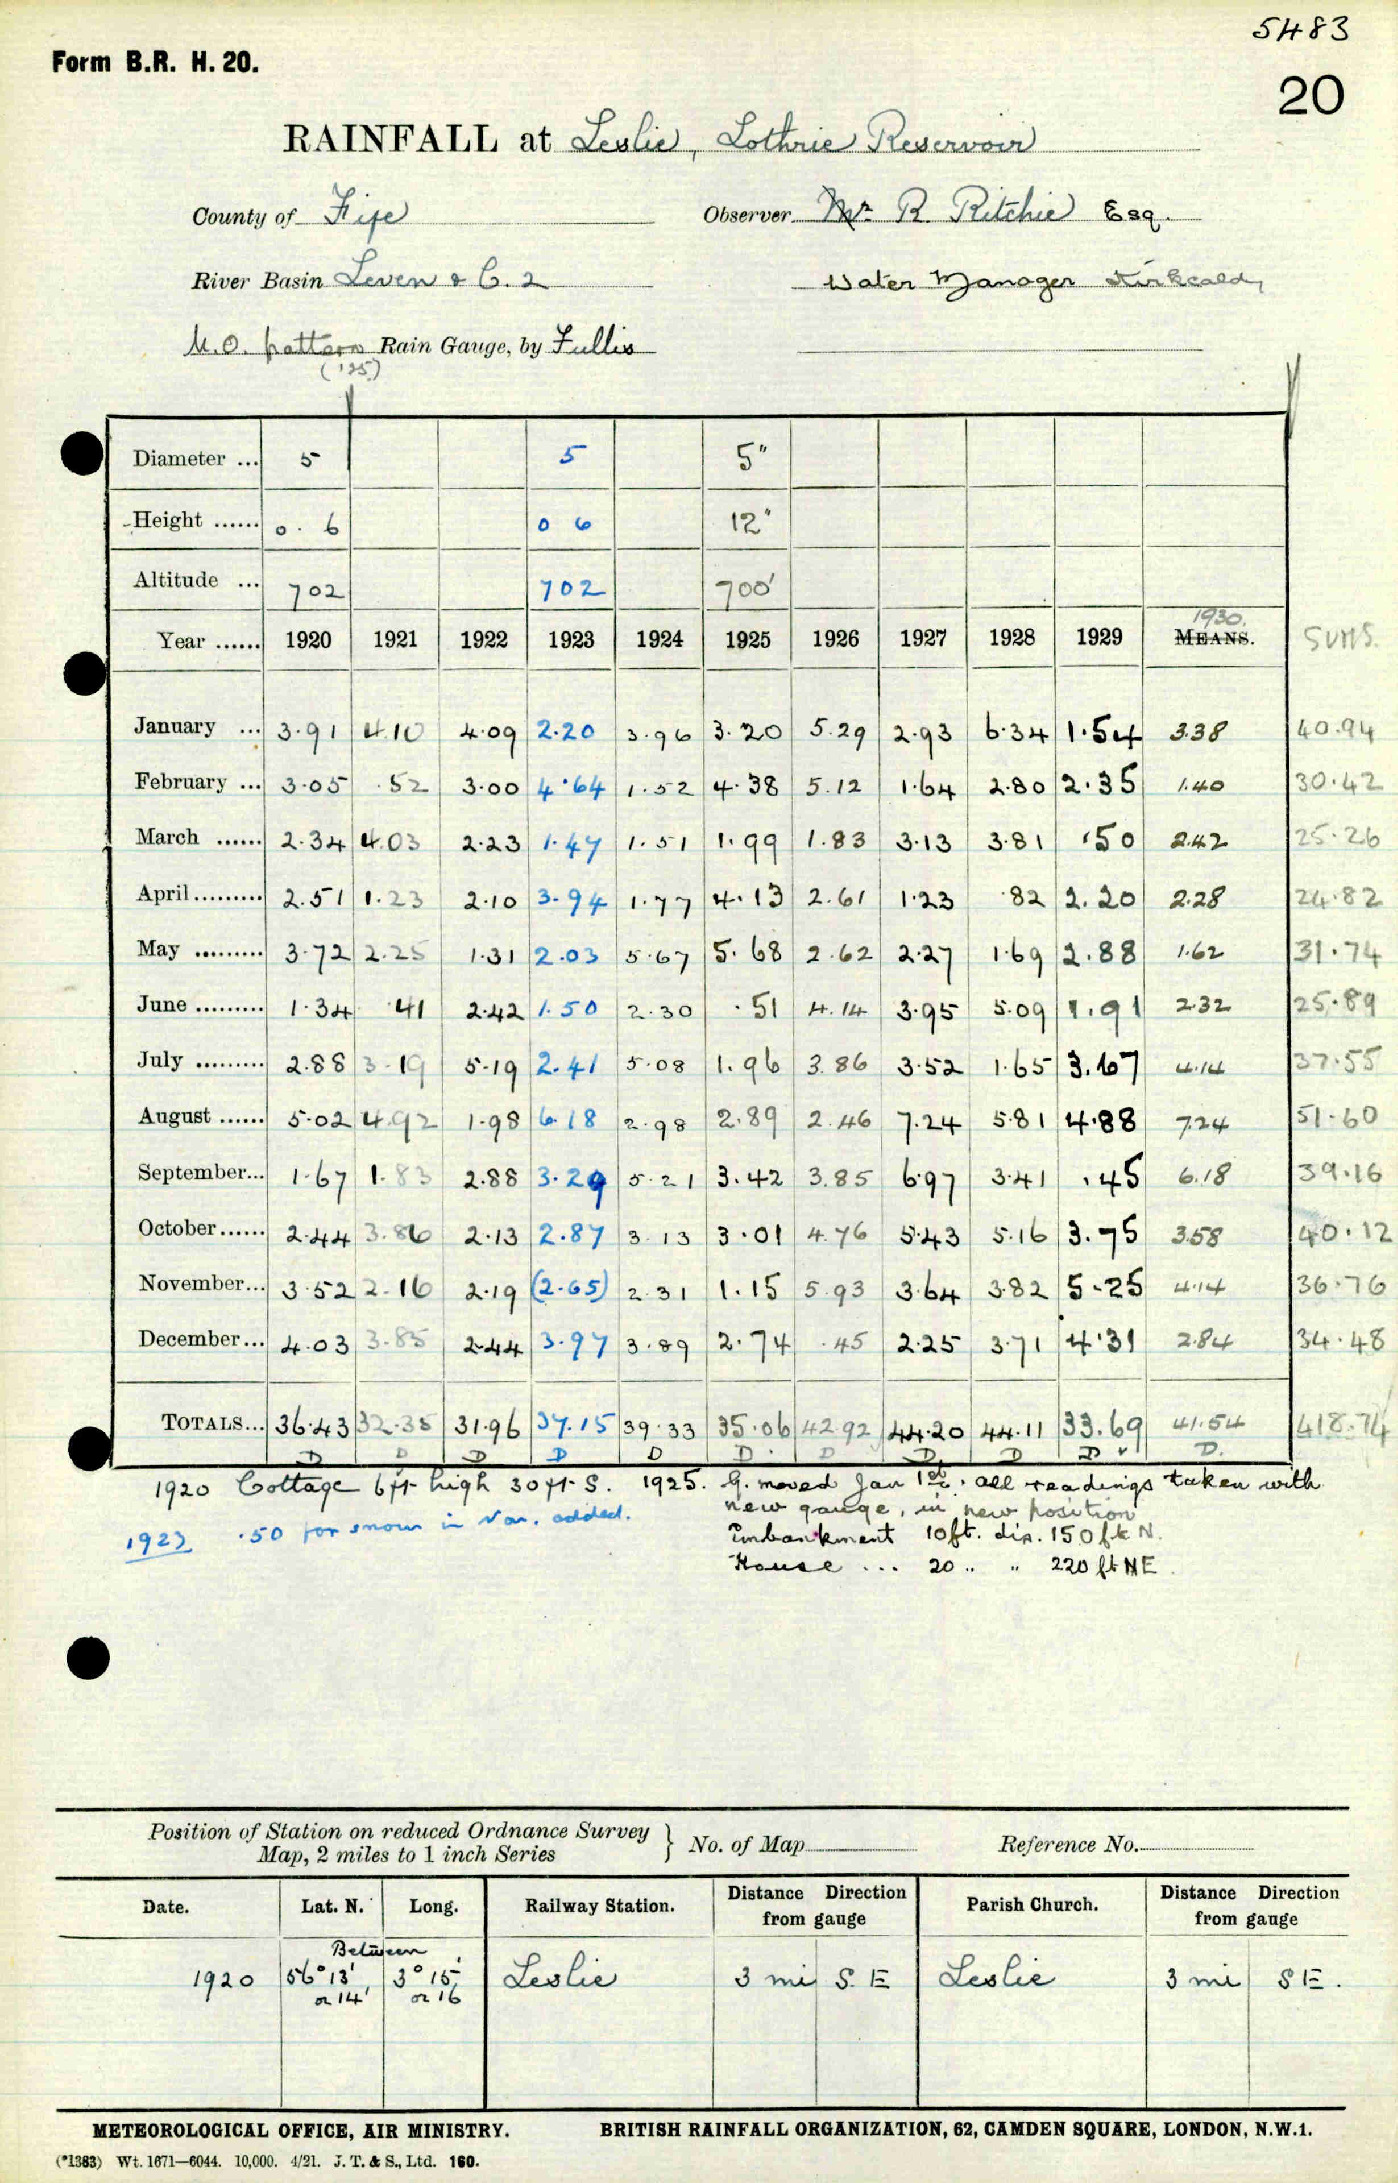 5483
Form B.R. H. 20.
20
RAINFALL at Leslie, Lothrie Reservoir
County of Fife Observer Mr R. Ritchie Esq.
River Basin Leven & C. 2 Water Manager Kirkcaldy
M.O. pattern Rain Gauge, by Fullis
(125)
Diameter ... 5 5 5"
Height ...... 0. 6 0 6 12"
Altitude ... 702 702 700'
1930.
Year ...... 1920 1921 1922 1923 1924 1925 1926 1927 1928 1929 MEANS. SUMS.
January ... 3.91 4.10 4.09 2.20 3.96 3.20 5.29 2.93 6.34 1.54 3.38 40.94
February ... 3.05 .52 3.00 4.64 1.52 4.38 5.12 1.64 2.80 2.35 1.40 30.42
March ...... 2.34 4.03 2.23 1.47 1.51 1.99 1.83 3.13 3.81 .50 2.42 25.26
April......... 2.51 1.23 2.10 3.94 1.77 4.13 2.61 1.23 .82 2.20 2.28 24.82
May ......... 3.72 2.25 1.31 2.03 5.67 5.68 2.62 2.27 1.69 2.88 1.62 31.74
June ......... 1.34 .41 2.42 1.50 2.30 .51 4.14 3.95 5.09 1.91 2.32 25.89
July ......... 2.88 3.19 5.19 2.41 5.08 1.96 3.86 3.52 1.65 3.67 4.14 37.55
August ...... 5.02 4.92 1.98 6.18 2.98 2.89 2.46 7.24 5.81 4.88 7.24 51.60
September... 1.67 1.83 2.88 3.29 5.21 3.42 3.85 6.97 3.41 .45 6.18 39.16
October...... 2.44 3.86 2.13 2.87 3.13 3.01 4.76 5.43 5.16 3.75 3.58 40.12
November... 3.52 2.16 2.19 (2.65) 2.31 1.15 5.93 3.64 3.82 5.25 4.14 36.76
December... 4.03 3.85 2.44 3.97 3.89 2.74 .45 2.25 3.71 4.31 2.84 34.48
TOTALS... 36.43 32.35 31.96 37.15 39.33 35.06 42.92 44.20 44.11 33.69 41.54 418.74
D D D D D D D D D D D.
1920 Cottage 6ft high 30 ft S. 1925. G. moved Jan 1st. all readings taken with
new gauge, in new position
1923 .50 for snow in Nov. added.
Embankment 10ft. dis. 150ft N.
House ... 20 " " 220 ft NE.
Position of Station on reduced Ordnance Survey
Map, 2 miles to 1 inch Series } No. of Map Reference No.
Date. Lat. N. Long. Railway Station. Distance Direction from gauge Parish Church. Distance Direction from gauge
Between
1920 56°13' 3° 15' Leslie 3 mi S. E Leslie 3 mi S E.
or 14' or 16
METEOROLOGICAL OFFICE, AIR MINISTRY. BRITISH RAINFALL ORGANIZATION, 62, CAMDEN SQUARE, LONDON, N.W.1.
(*1383) Wt. 1671—6044. 10,000. 4/21. J. T. & S., Ltd. 160.